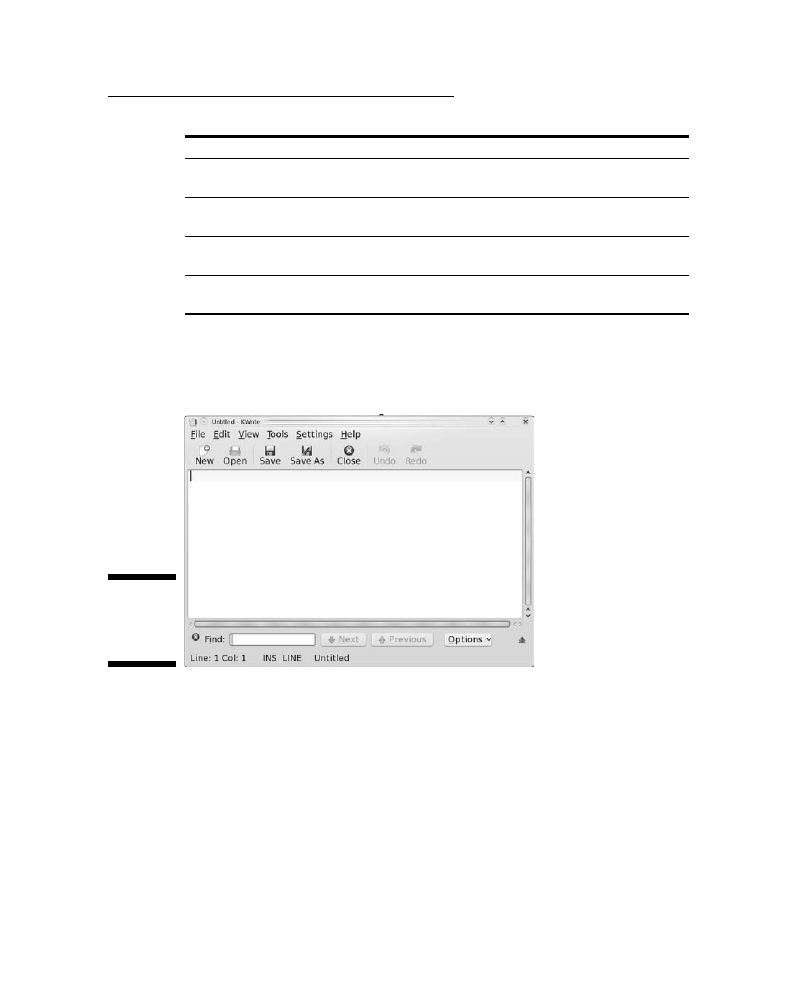 Untitled - KWrite
File Edit View Tools Settings Help
New Open Save Save As Close Undo Redo
Find: Next Previous Options
Line: 1 Col: 1 INS LINE Untitled